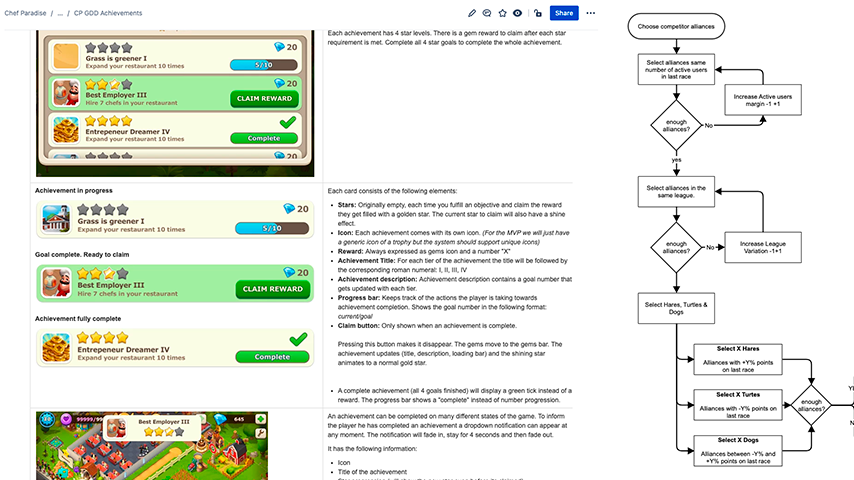 Chef Paradise / ... / CP GDD Achievements
Share
20
Grass is greener I
Expand your restaurant 10 times
5/10
20
Best Employer III
Hire 7 chefs in your restaurant
CLAIM REWARD
Entrepeneur Dreamer IV
Expand your restaurant 10 times
Complete
20
Each achievement has 4 star levels. There is a gem reward to claim after each star
requirement is met. Complete all 4 star goals to complete the whole achievement.
Achievement in progress
20
Grass is greener I
Expand your restaurant 10 times
5/10
Goal complete. Ready to claim
20
Best Employer III
Hire 7 chefs in your restaurant
CLAIM REWARD
Achievement fully complete
Entrepeneur Dreamer IV
Expand your restaurant 10 times
Complete
Each card consists of the following elements:
• Stars: Originally empty, each time you fulfill an objective and claim the reward
they get filled with a golden star. The current star to claim will also have a shine
effect.
• Icon: Each achievement comes with its own icon. (For the MVP we will just have
a generic icon of a trophy but the system should support unique icons)
• Reward: Always expressed as gems icon and a number "X"
• Achievement Title: For each tier of the achievement the title will be followed by
the corresponding roman numeral: I, II, III, IV
• Achievement description: Achievement description contains a goal number that
gets updated with each tier.
• Progress bar: Keeps track of the actions the player is taking towards
achievement completion. Shows the goal number in the following format:
current/goal
• Claim button: Only shown when an achievement is complete.
Pressing this button makes it disappear. The gems move to the gems bar. The
achievement updates (title, description, loading bar) and the shining star
animates to a normal gold star.
• A complete achievement (all 4 goals finished) will display a green tick instead of a
reward. The progress bar shows a "complete" instead of number progression.
99999/9999
Best Employer III
645
An achievement can be completed on many different states of the game. To inform
the player he has completed an achievement a dropdown notification can appear at
any moment. The notification will fade in, stay for 4 seconds and then fade out.
It has the following information:
• Icon
• Title of the achievement
Choose competitor alliances
Select alliances same
number of active users
in last race
Increase Active users
margin -1 +1
enough
alliances?
No
yes
Select alliances in the
same league.
enough
alliances?
No
Increase League
Variation -1+1
Select Hares, Turtles &
Dogs
Select X Hares
Alliances with +Y% points
on last race
Select X Turtes
Alliances with -Y% points on
last race
Select X Dogs
Alliances between -Y% and
+Y% points on last race
enough
alliances?